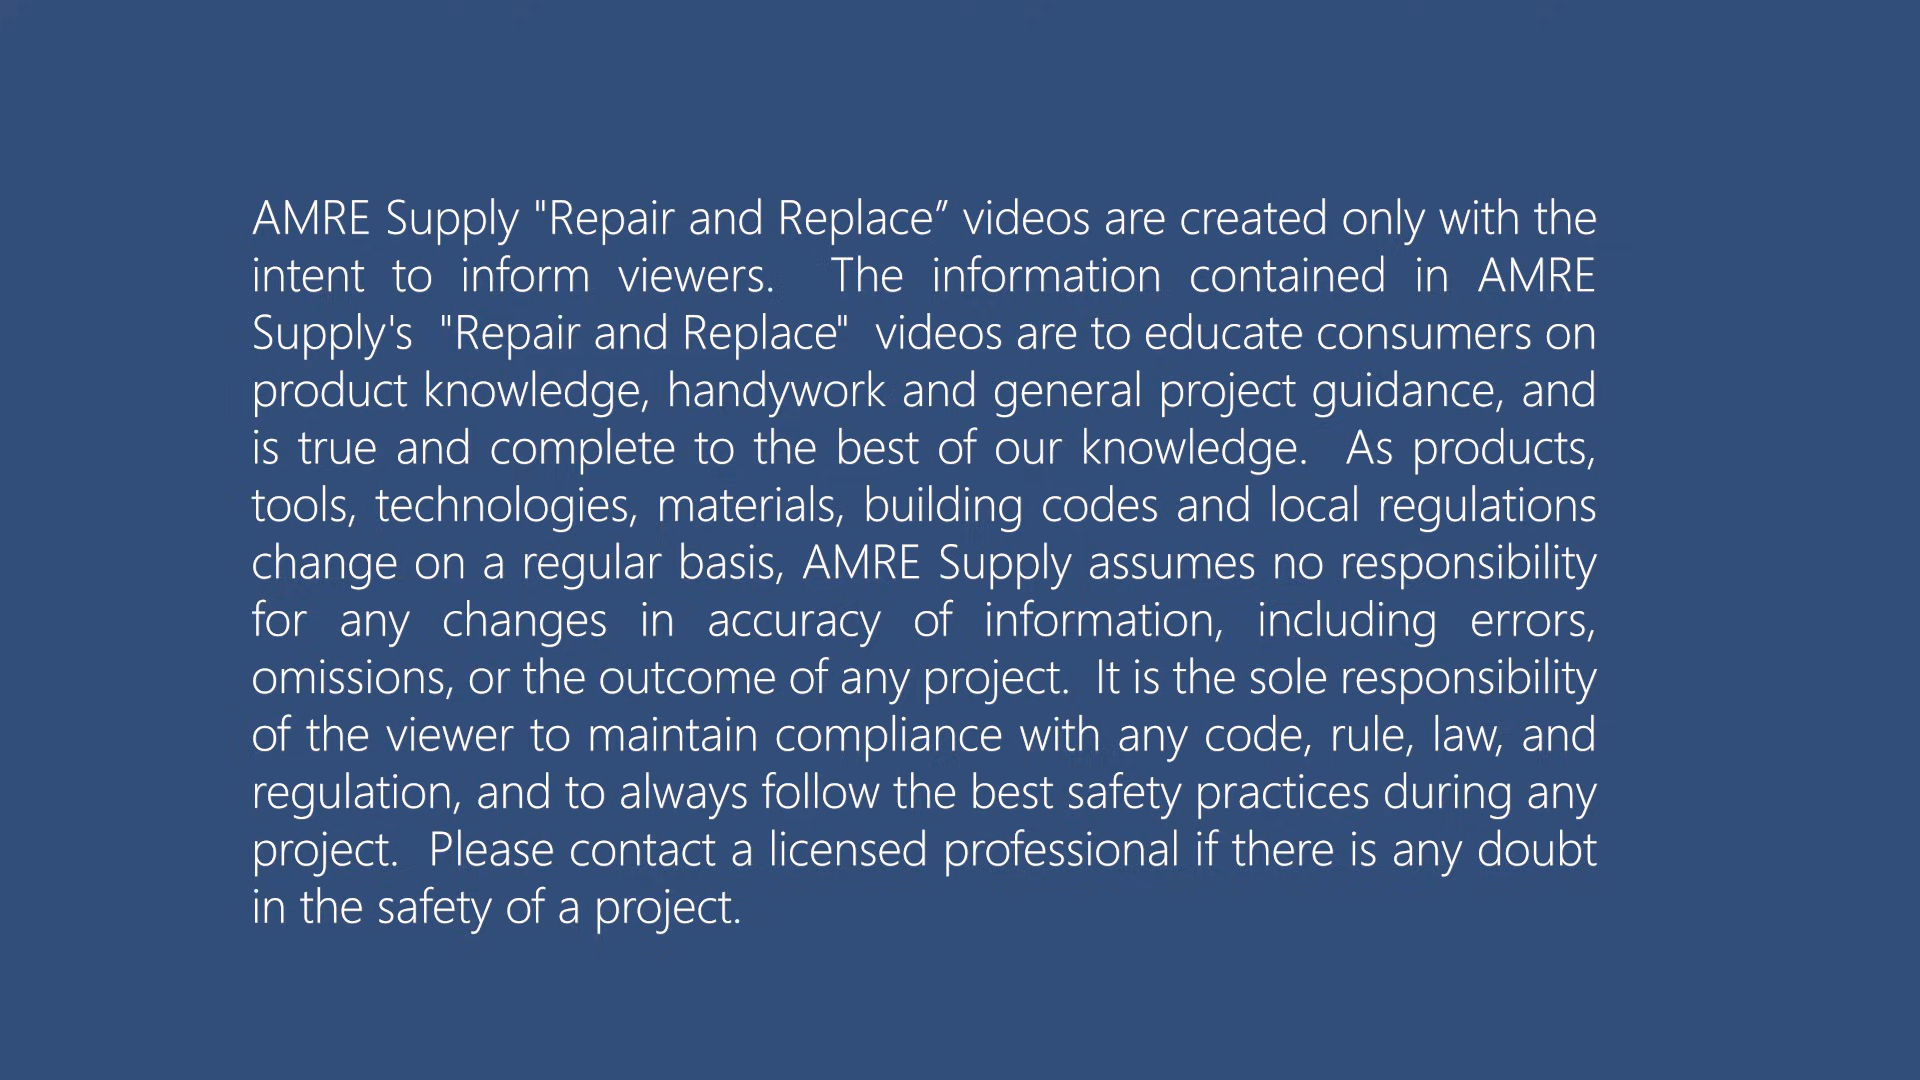 AMRE Supply "Repair and Replace” videos are created only with the
intent to inform viewers.  The information contained in AMRE
Supply's  "Repair and Replace"  videos are to educate consumers on
product knowledge, handywork and general project guidance, and
is true and complete to the best of our knowledge.  As products,
tools, technologies, materials, building codes and local regulations
change on a regular basis, AMRE Supply assumes no responsibility
for any changes in accuracy of information, including errors,
omissions, or the outcome of any project.  It is the sole responsibility
of the viewer to maintain compliance with any code, rule, law, and
regulation, and to always follow the best safety practices during any
project.  Please contact a licensed professional if there is any doubt
in the safety of a project.